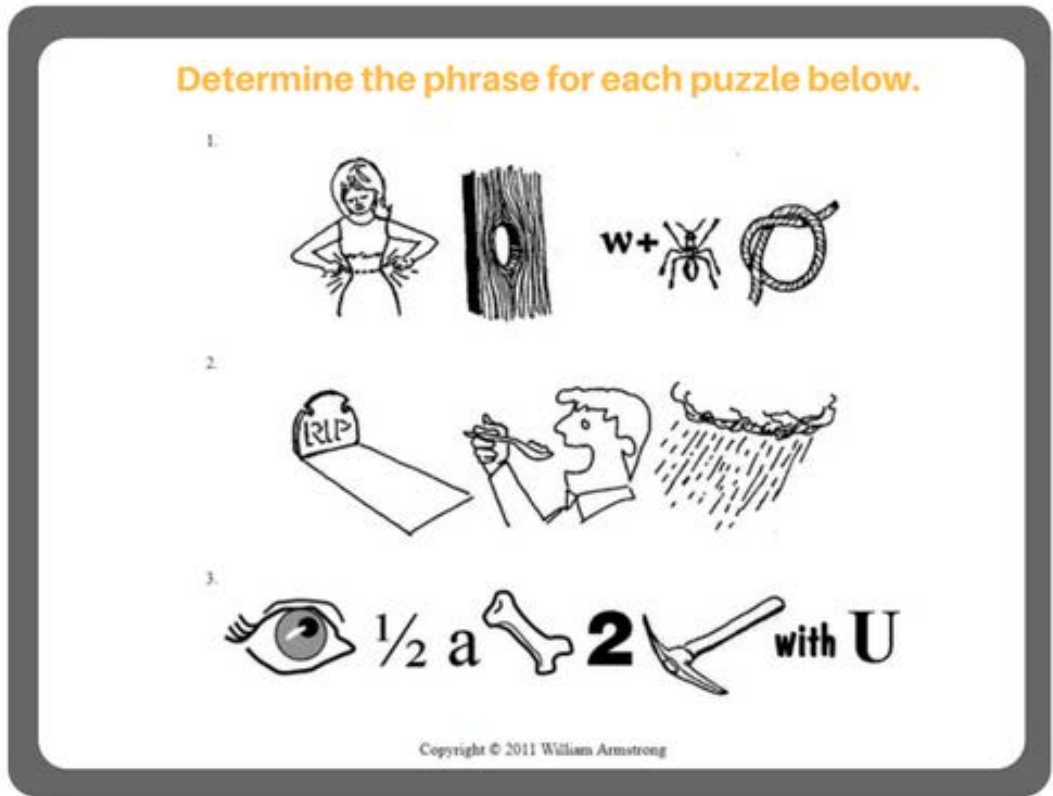 Determine the phrase for each puzzle below.
1.
w+
2.
RIP
3.
½ a 2 with U
Copyright © 2011 William Armstrong